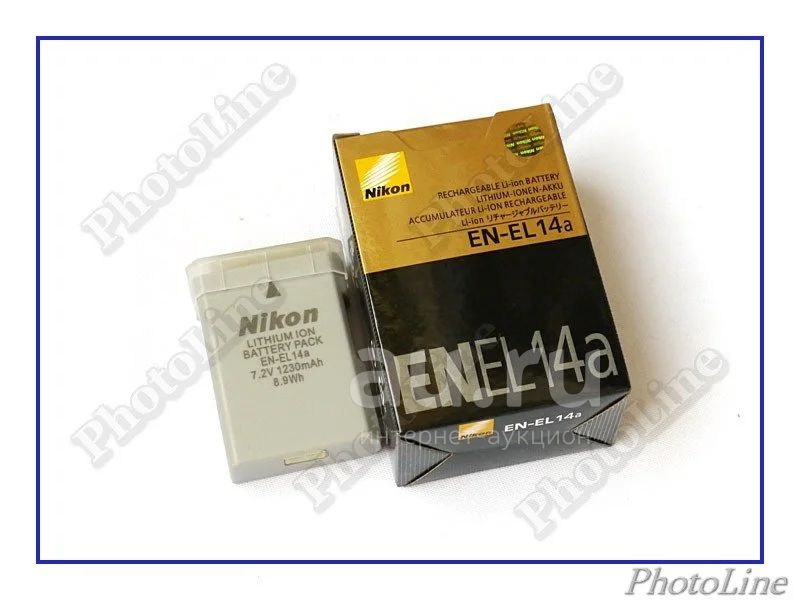 Nikon
RECHARGEABLE Li-ion BATTERY
LITHIUM-IONEN-AKKU
ACCUMULATEUR Li-ION RECHARGEABLE
Li-ion リチャージャブルバッテリー
EN-EL14a
EN-EL14a
Nikon EN-EL14a
Nikon
LITHIUM ION
BATTERY PACK
EN-EL14a
7.2V 1230mAh
8.9Wh
au.ru
интернет-аукцион
PhotoLine
PhotoLine
PhotoLine
PhotoLine
PhotoLine
PhotoLine
PhotoLine